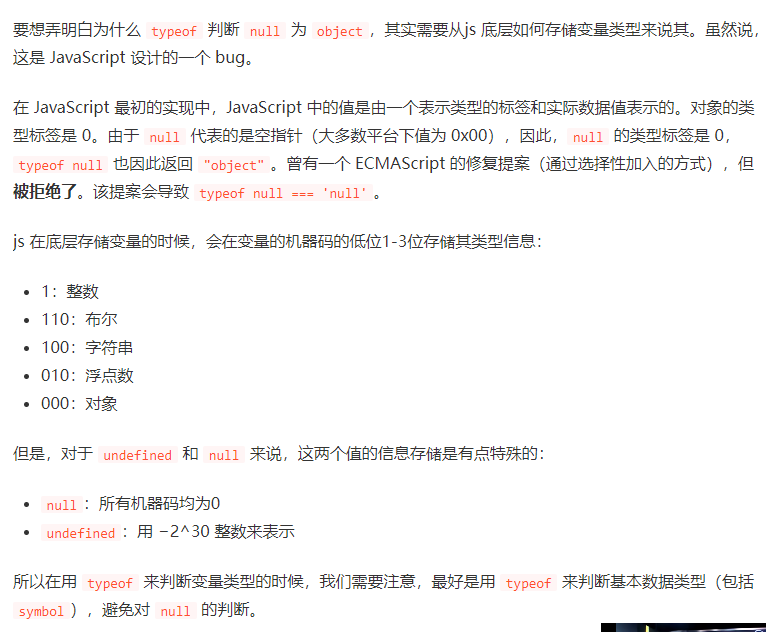 要想弄明白为什么 typeof 判断 null 为 object，其实需要从js 底层如何存储变量类型来说其。虽然说，
这是 JavaScript 设计的一个 bug。
在 JavaScript 最初的实现中，JavaScript 中的值是由一个表示类型的标签和实际数据值表示的。对象的类
型标签是 0。由于 null 代表的是空指针（大多数平台下值为 0x00），因此，null 的类型标签是 0，
typeof null 也因此返回 "object"。曾有一个 ECMAScript 的修复提案（通过选择性加入的方式），但
被拒绝了。该提案会导致 typeof null === 'null'。
js 在底层存储变量的时候，会在变量的机器码的低位1-3位存储其类型信息：
• 1：整数
• 110：布尔
• 100：字符串
• 010：浮点数
• 000：对象
但是，对于 undefined 和 null 来说，这两个值的信息存储是有点特殊的：
• null：所有机器码均为0
• undefined：用 −2^30 整数来表示
所以在用 typeof 来判断变量类型的时候，我们需要注意，最好是用 typeof 来判断基本数据类型（包括
symbol），避免对 null 的判断。